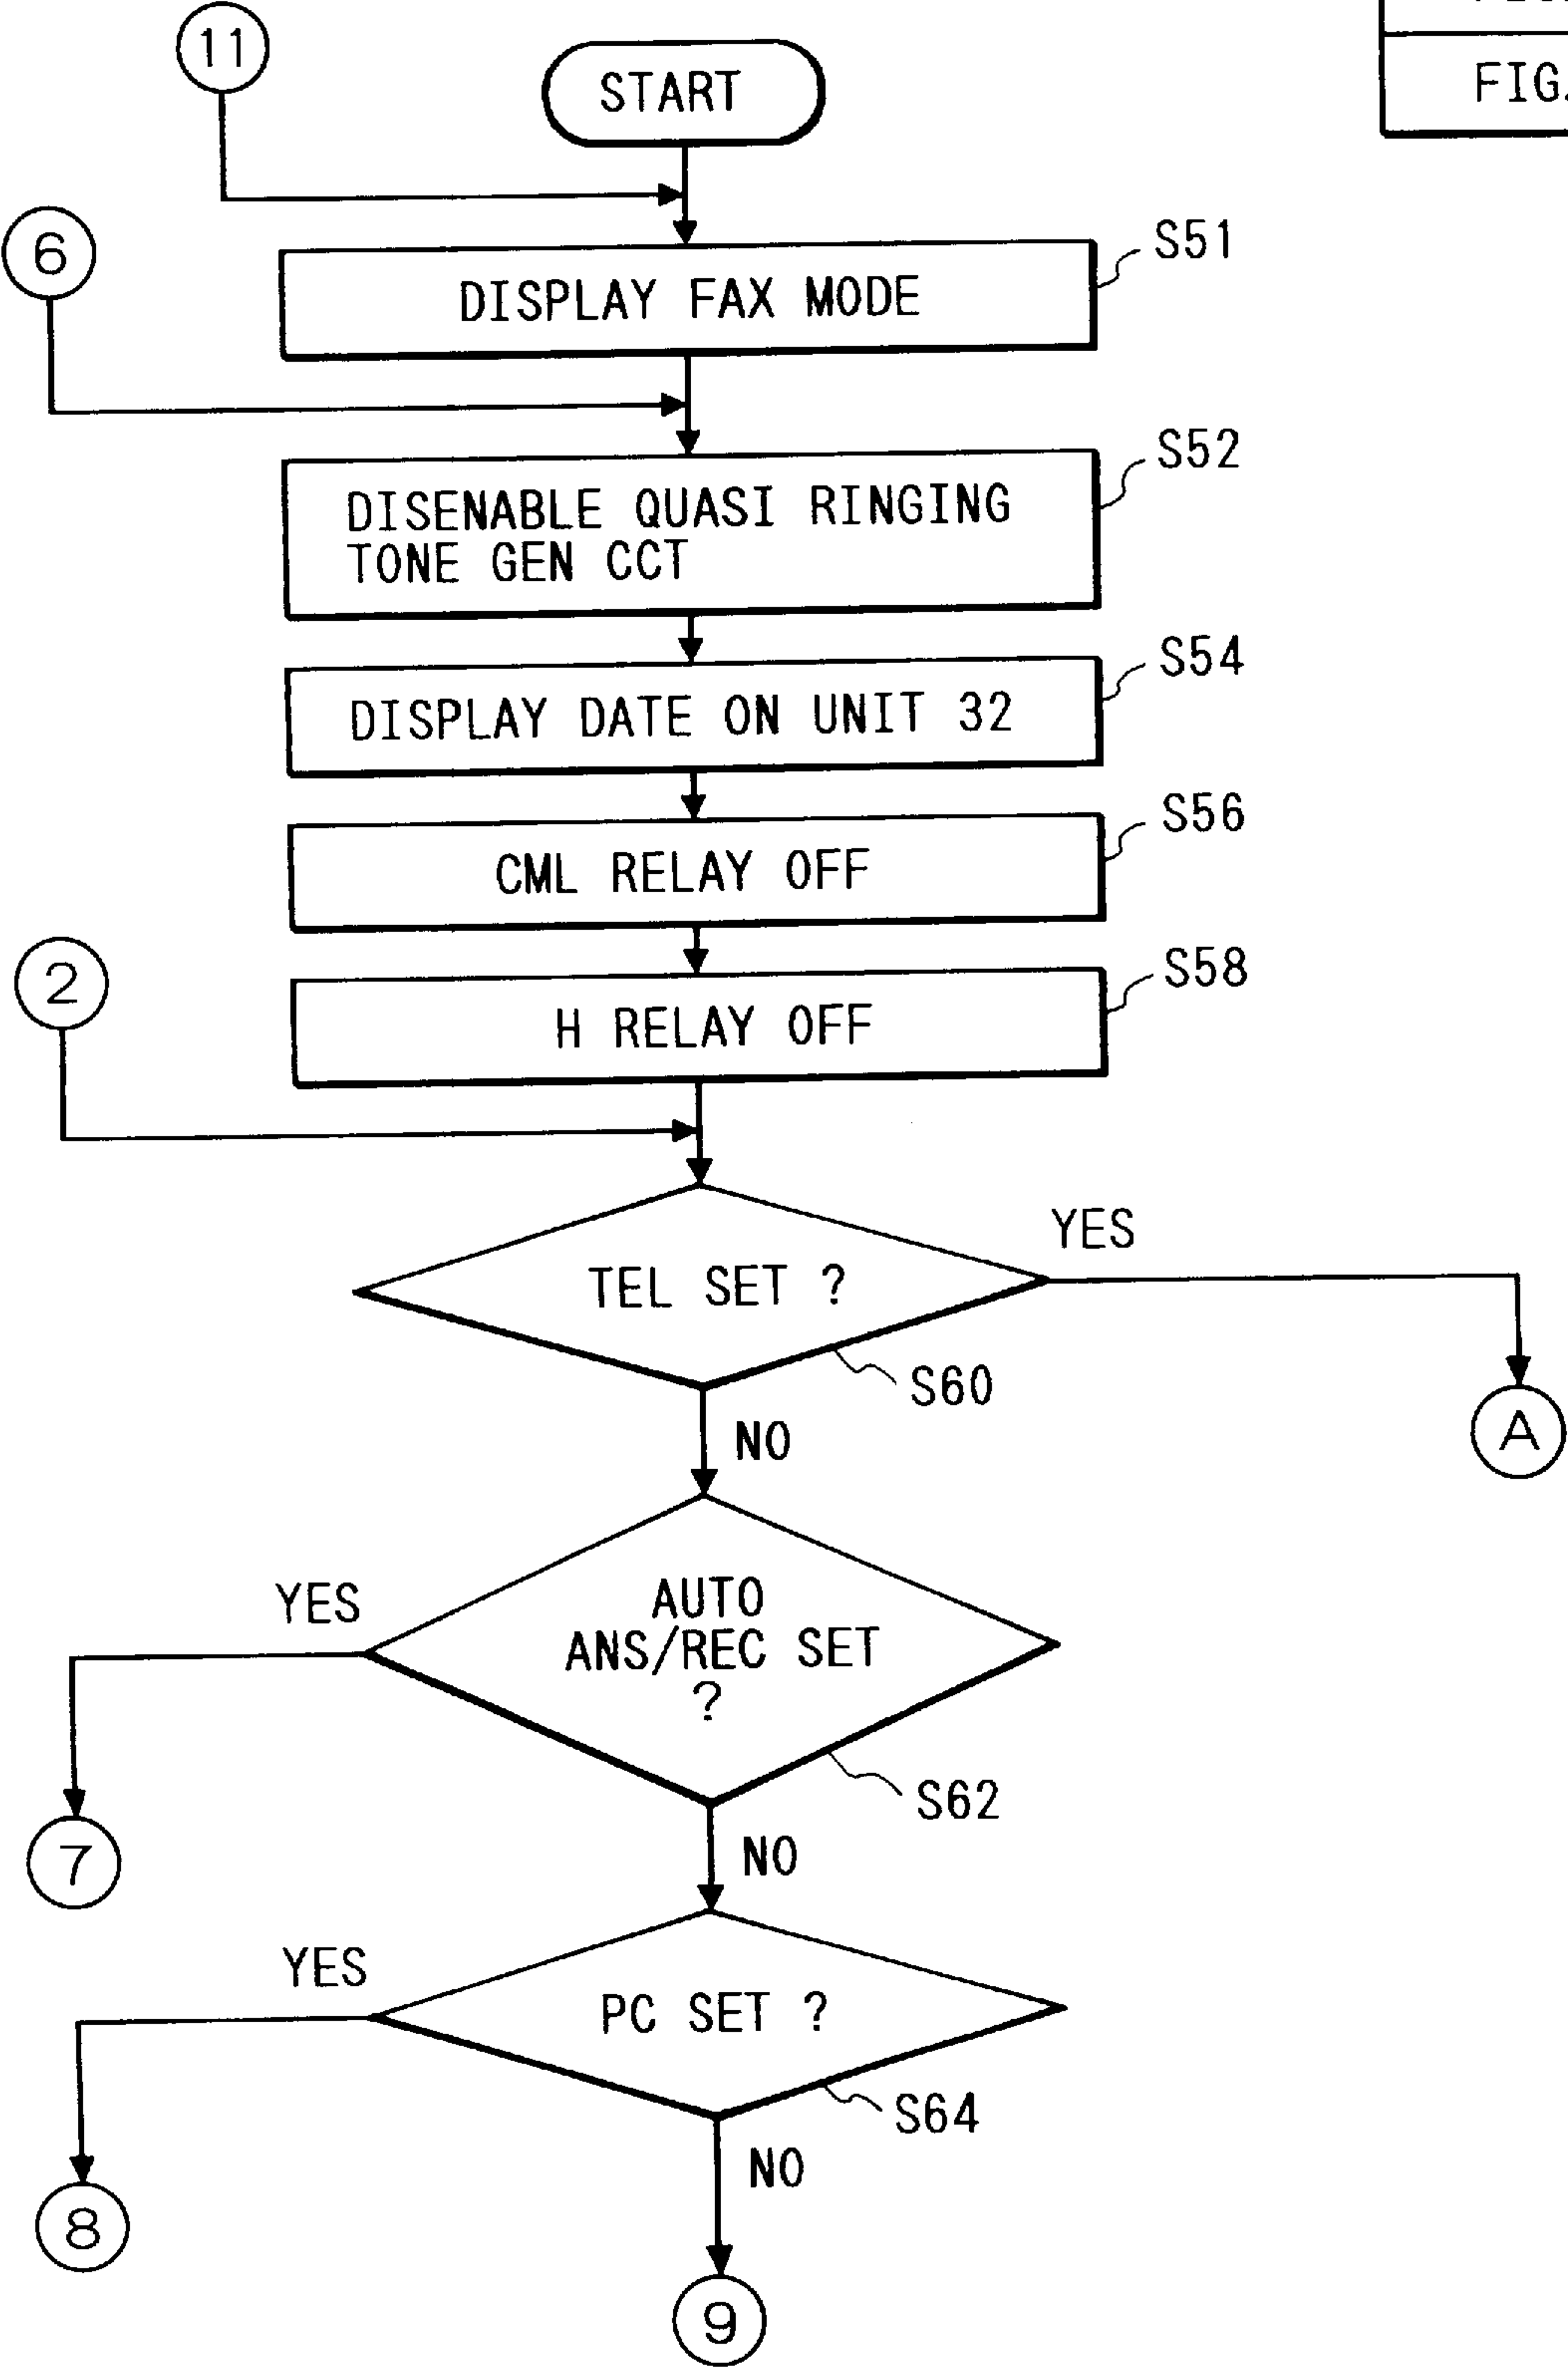 11
START
FIG.
6
S51
DISPLAY FAX MODE
S52
DISENABLE QUASI RINGING
TONE GEN CCT
S54
DISPLAY DATE ON UNIT 32
S56
CML RELAY OFF
2
S58
H RELAY OFF
YES
TEL SET ?
S60
A
NO
YES
AUTO
ANS/REC SET
?
S62
7
NO
YES
PC SET ?
S64
NO
8
9